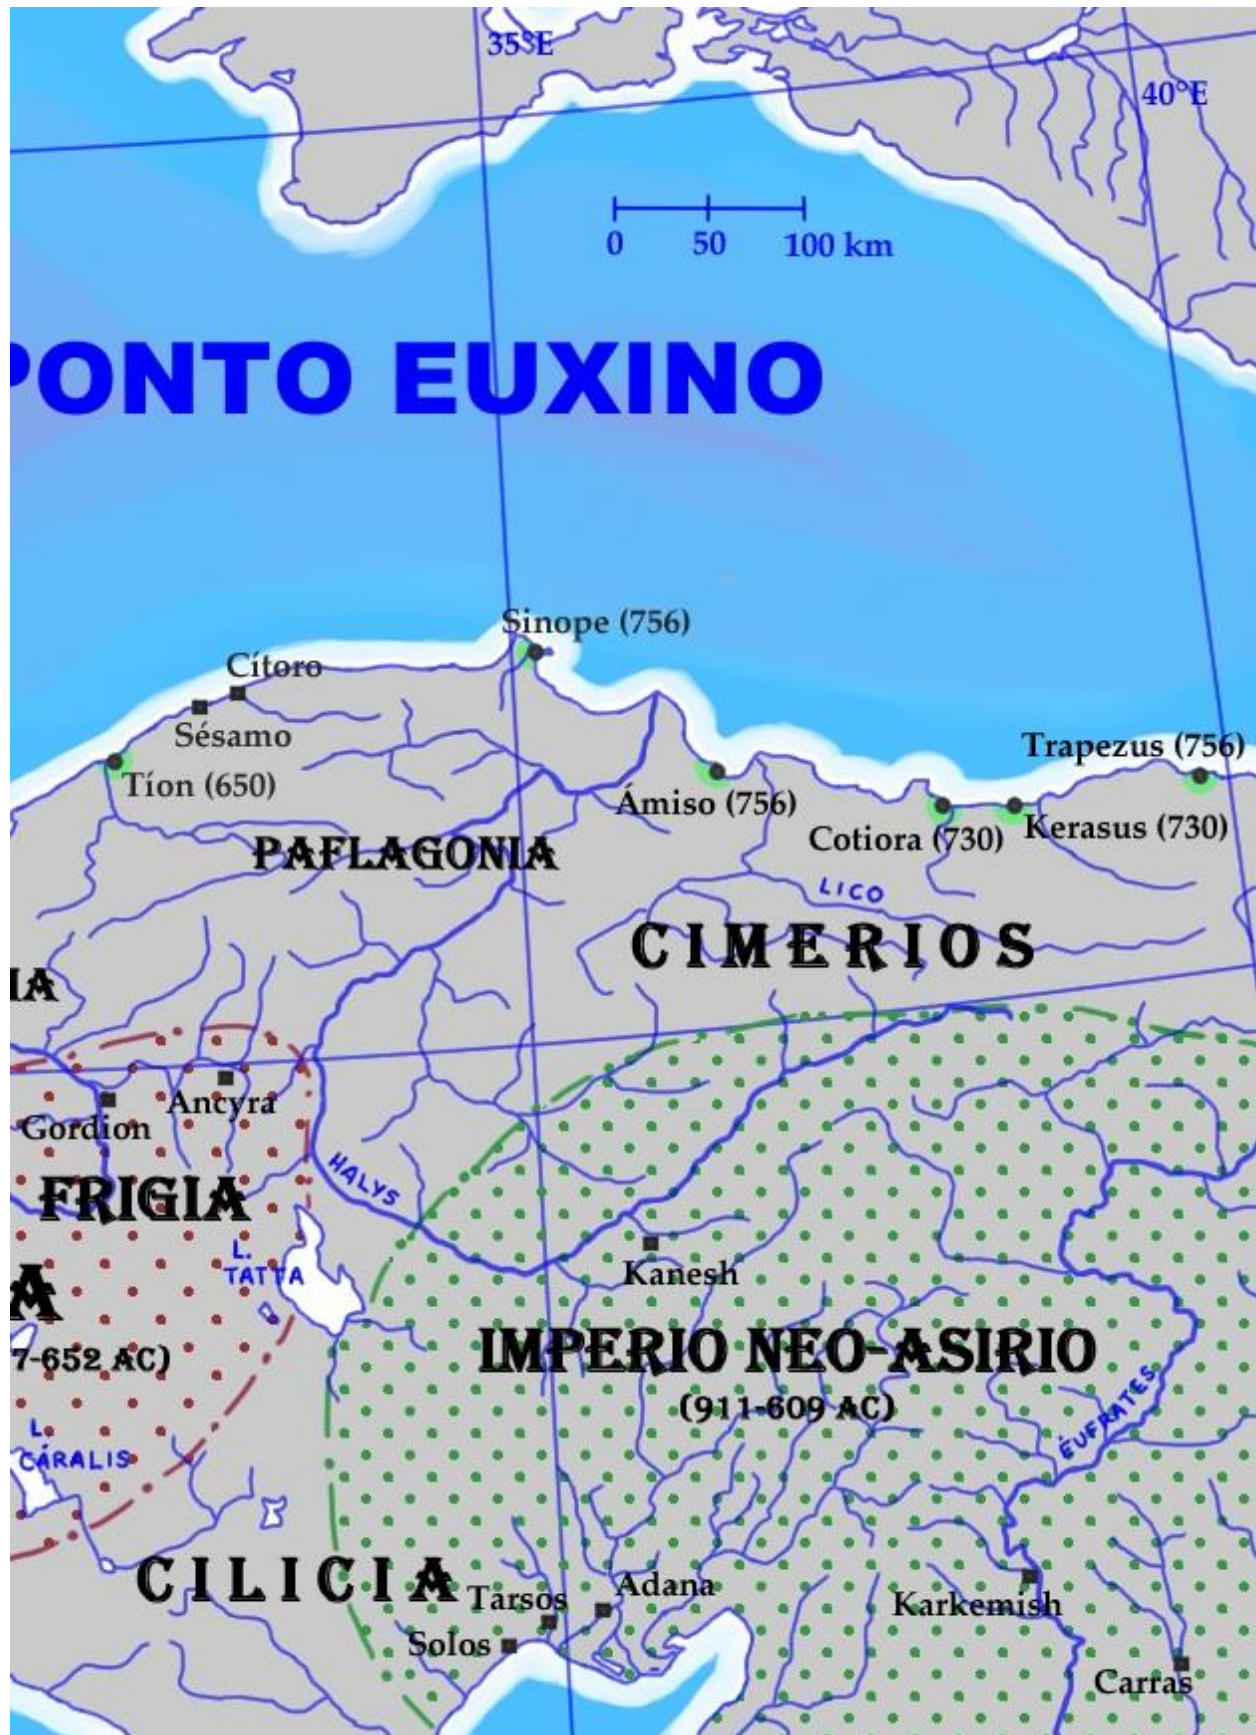 35°E
40°E
0 50 100 km
PONTO EUXINO
Sinope (756)
Cítoro
Sésamo
Tíon (650)
Trapezus (756)
Ámiso (756)
Cotiora (730)
Kerasus (730)
PAFLAGONIA
LICO
CIMERIOS
IA
Ancyra
Gordion
HALYS
FRIGIA
L.
TATTA
Kanesh
A
IMPERIO NEO-ASIRIO
7-652 AC)
(911-609 AC)
ÉUFRATES
L.
CÁRALIS
CILICIA
Tarsos
Adana
Solos
Karkemish
Carras